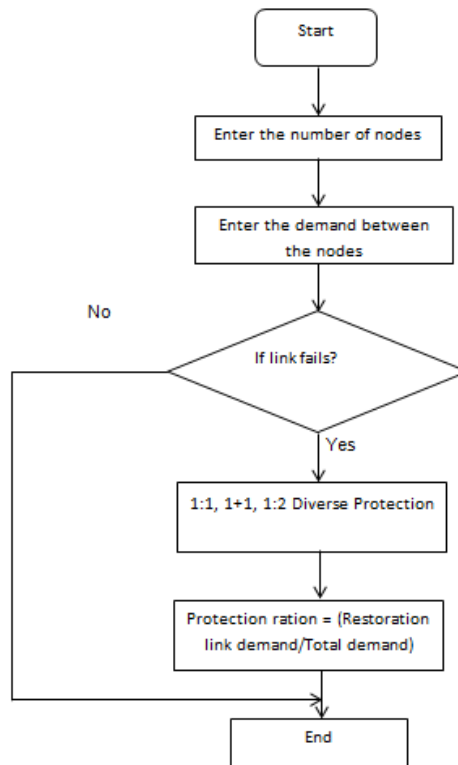 Start
Enter the number of nodes
Enter the demand between
the nodes
No
If link fails?
Yes
1:1, 1+1, 1:2 Diverse Protection
Protection ration = (Restoration
link demand/Total demand)
End